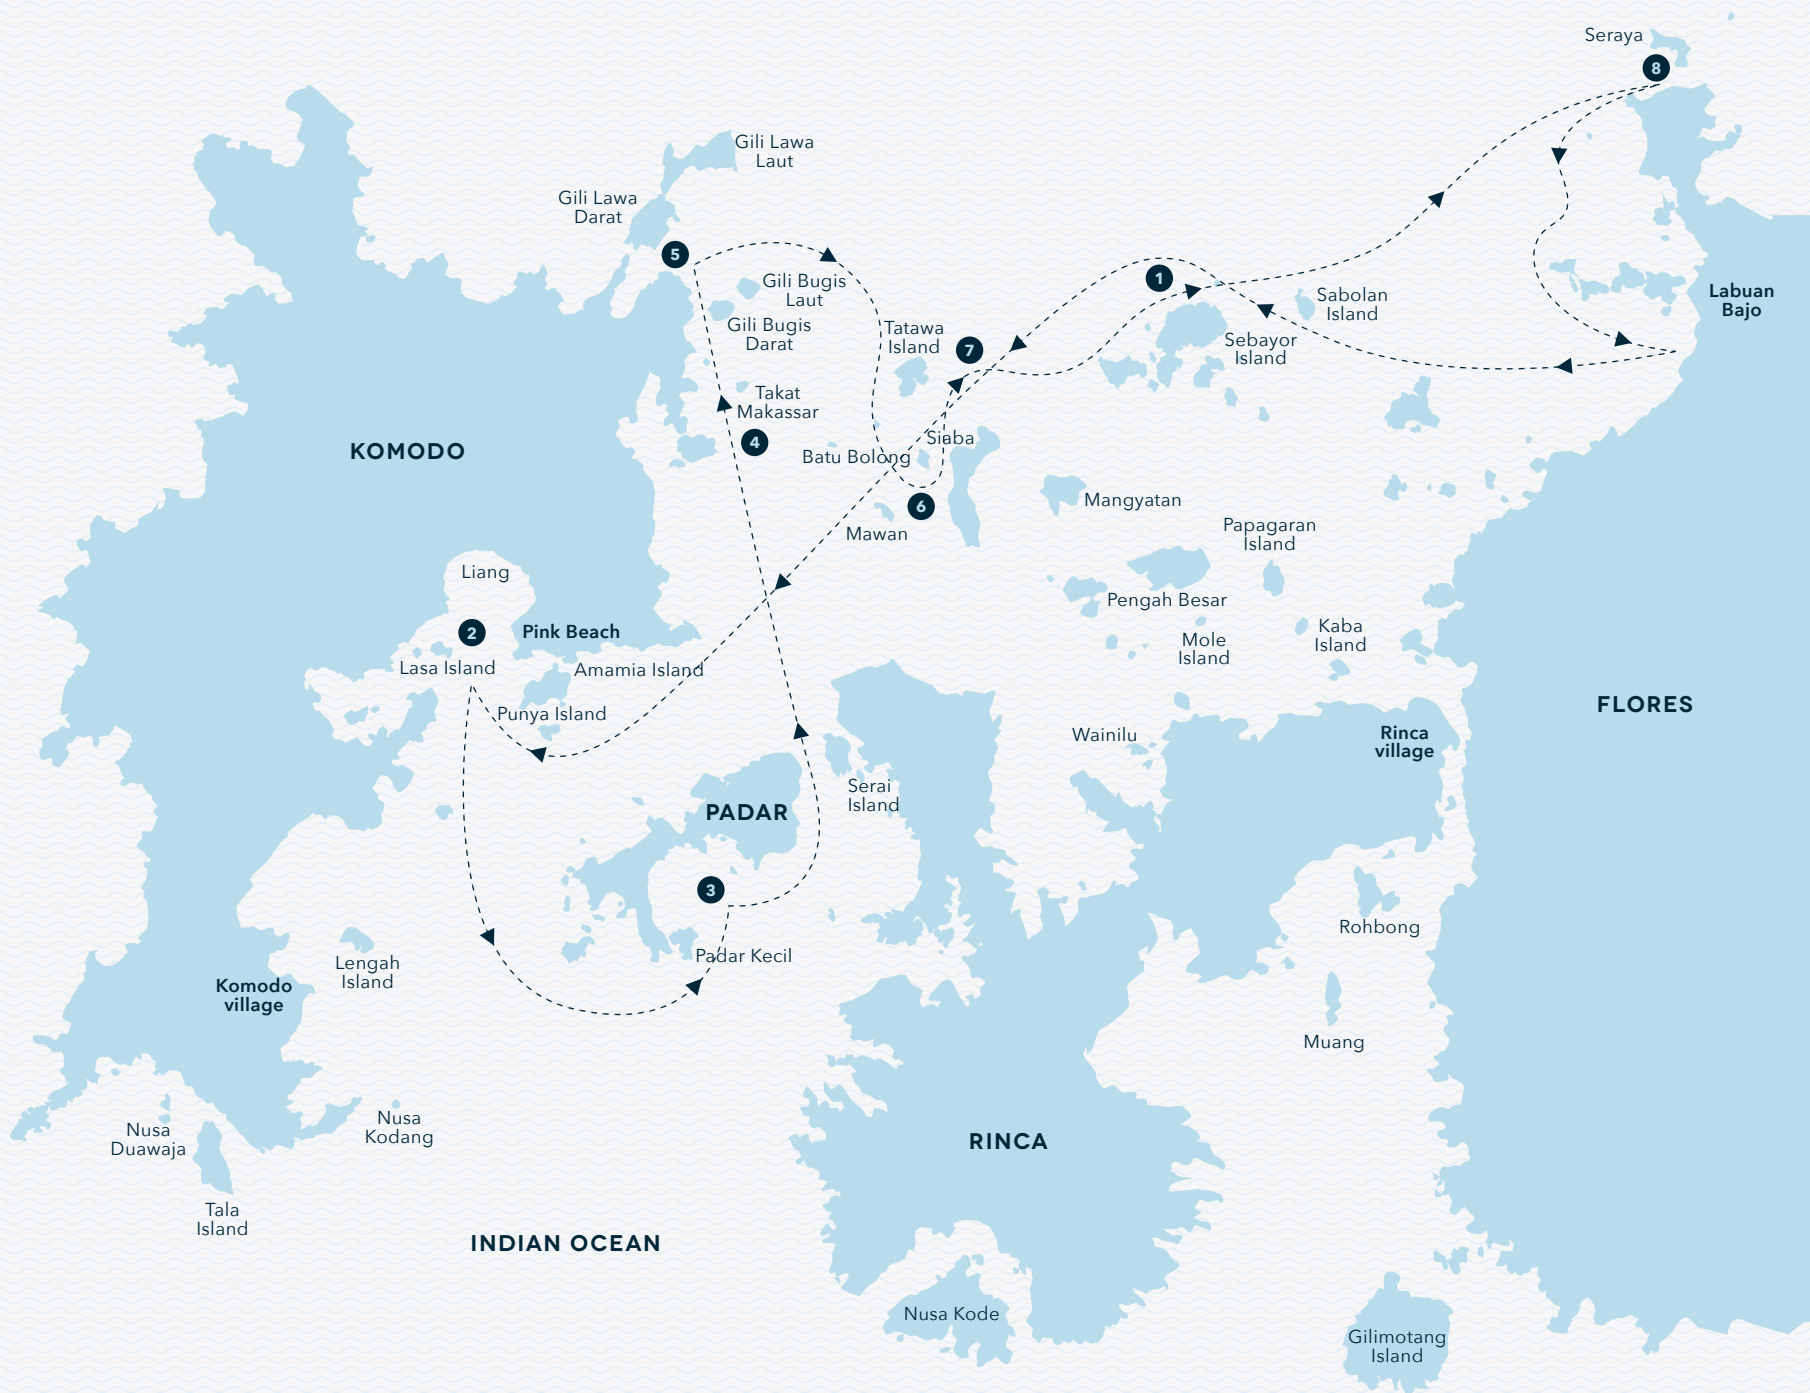 Seraya
8
Gili Lawa
Laut
Gili Lawa
Darat
5
Gili Bugis
Laut
Gili Bugis
Darat
1
Sabolan
Island
Labuan
Bajo
Tatawa
Island
7
Sebayor
Island
Takat
Makassar
4
KOMODO
Siaba
Batu Bolong
6
Mawan
Mangyatan
Papagaran
Island
Liang
Pengah Besar
2
Pink Beach
Kaba
Island
Mole
Island
Lasa Island
Amamia Island
Punya Island
FLORES
Wainilu
Rinca
village
Serai
Island
PADAR
3
Rohbong
Padar Kecil
Lengah
Island
Komodo
village
Muang
Nusa
Kodang
Nusa
Duawaja
RINCA
Tala
Island
INDIAN OCEAN
Nusa Kode
Gilimotang
Island